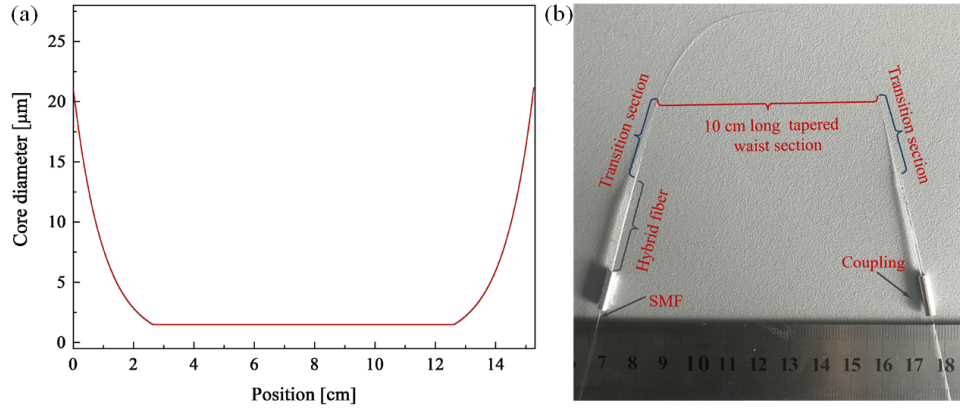 (a)
25
20
15
10
5
0
Core diameter [μm]
0
2
4
6
8
10
12
14
Position [cm]
(b)
Transition section
10 cm long tapered
waist section
Transition section
Hybrid fiber
Coupling
SMF
7 8 9 10 11 12 13 14 15 16 17 18